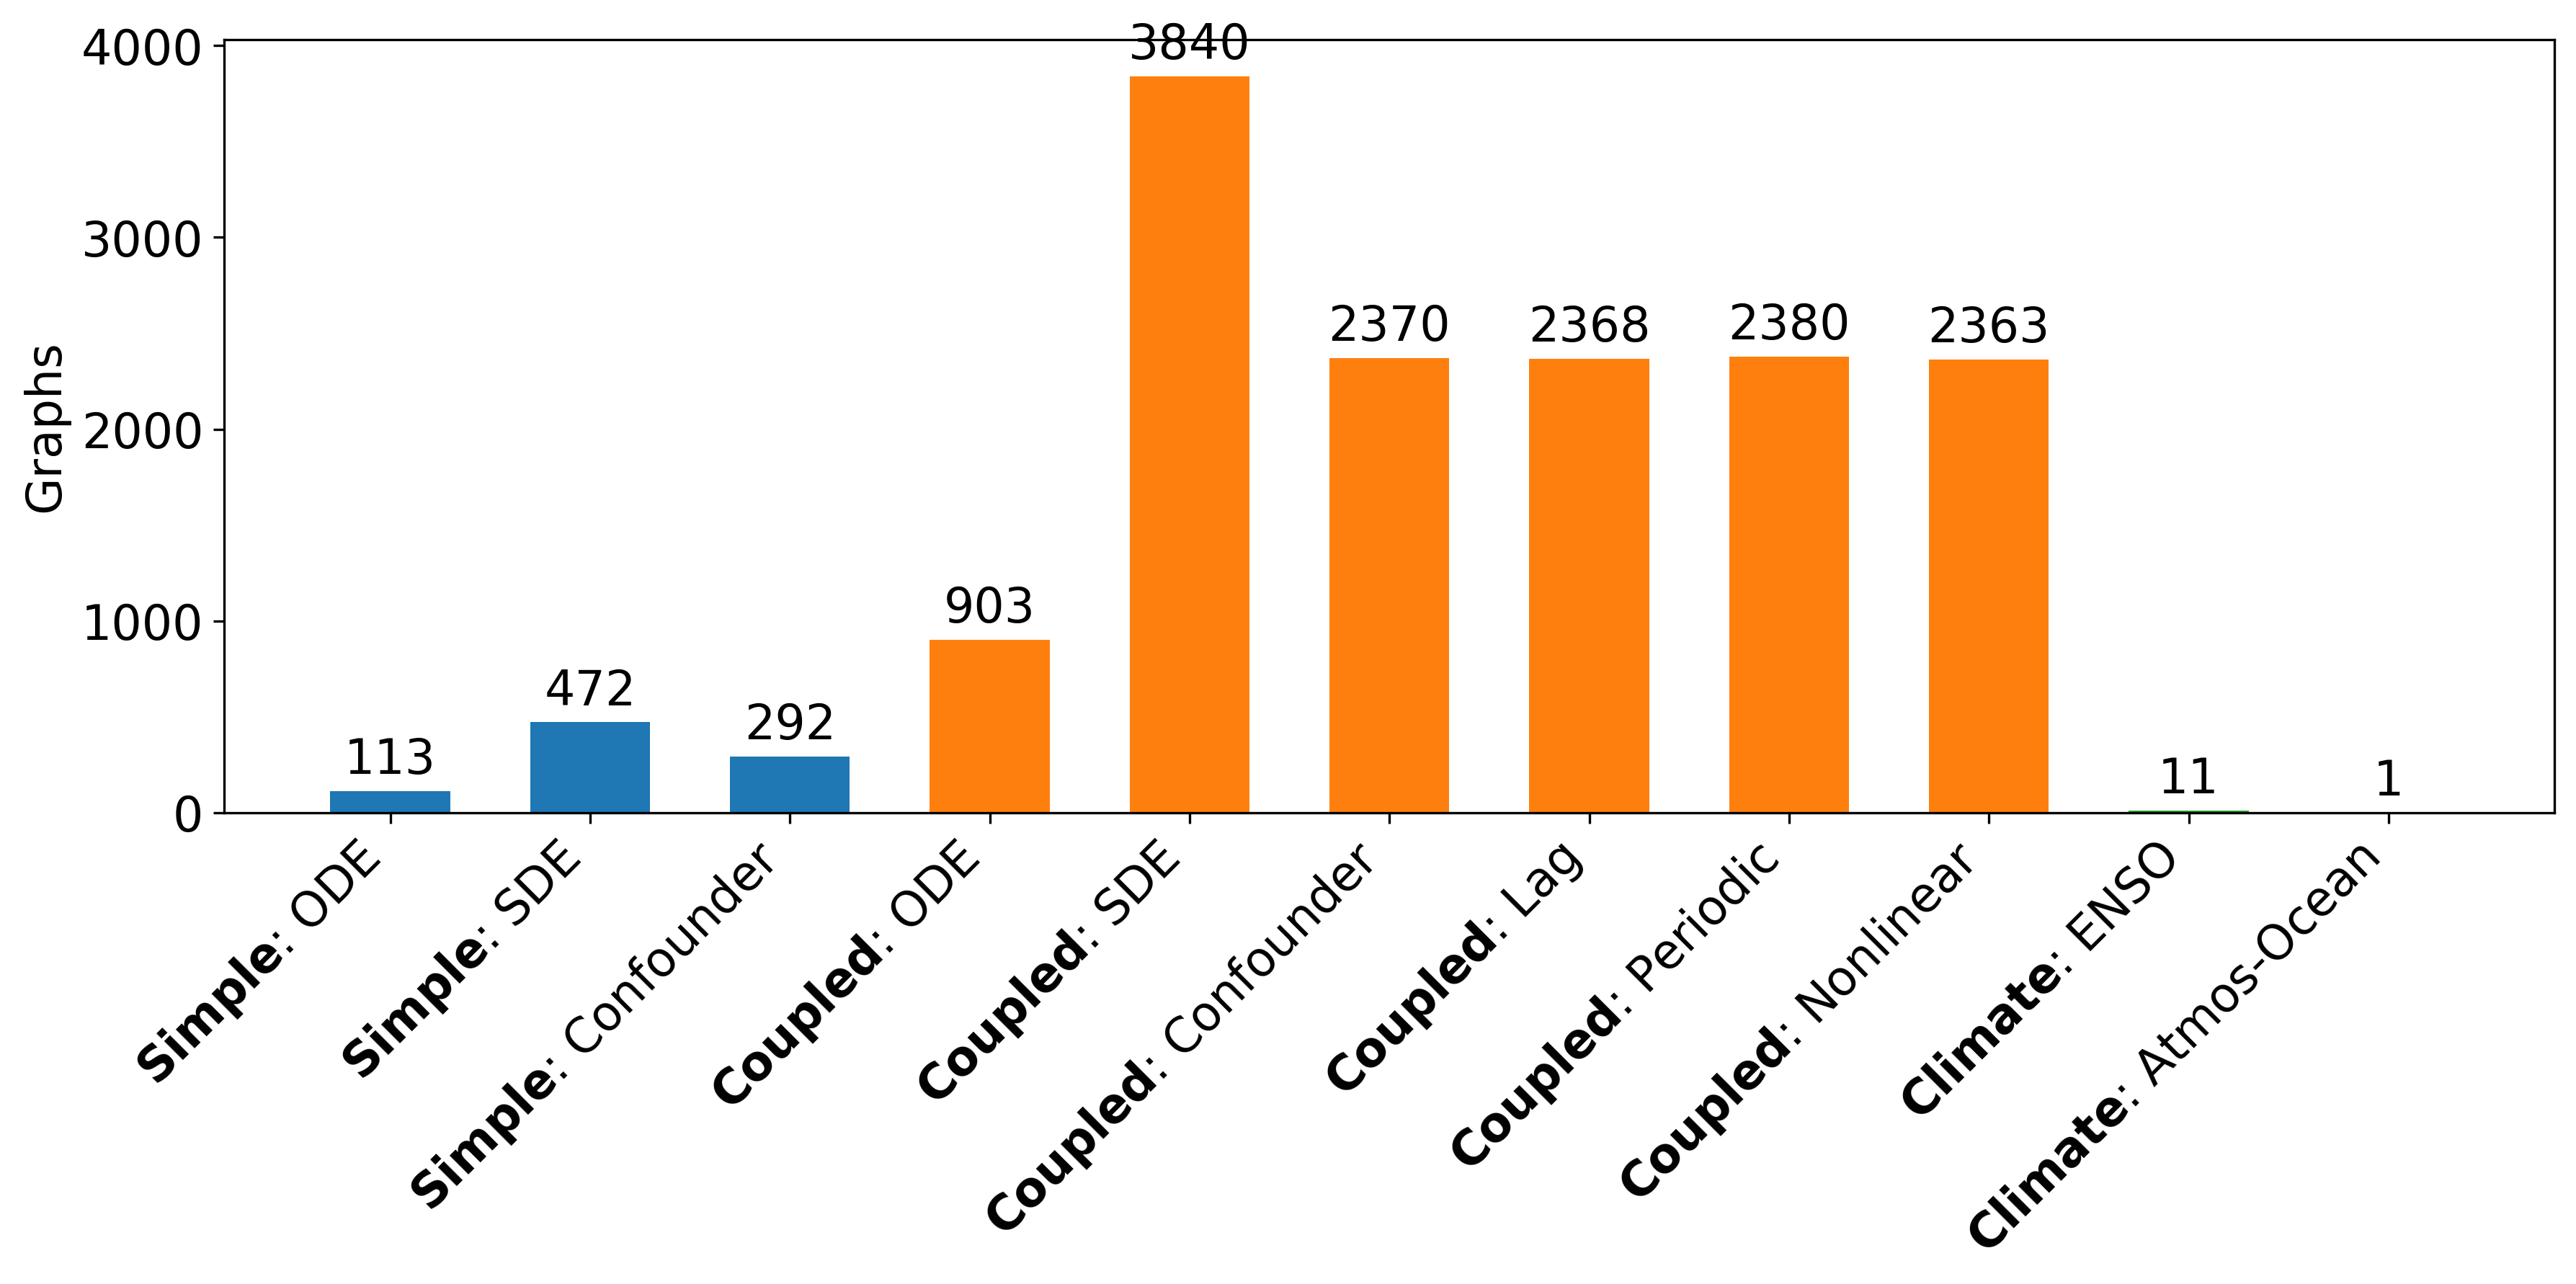 Graphs
4000
3000
2000
1000
0
113
472
292
903
3840
2370
2368
2380
2363
11
1
Simple: ODE
Simple: SDE
Simple: Confounder
Coupled: ODE
Coupled: SDE
Coupled: Confounder
Coupled: Lag
Coupled: Periodic
Coupled: Nonlinear
Climate: ENSO
Climate: Atmos-Ocean